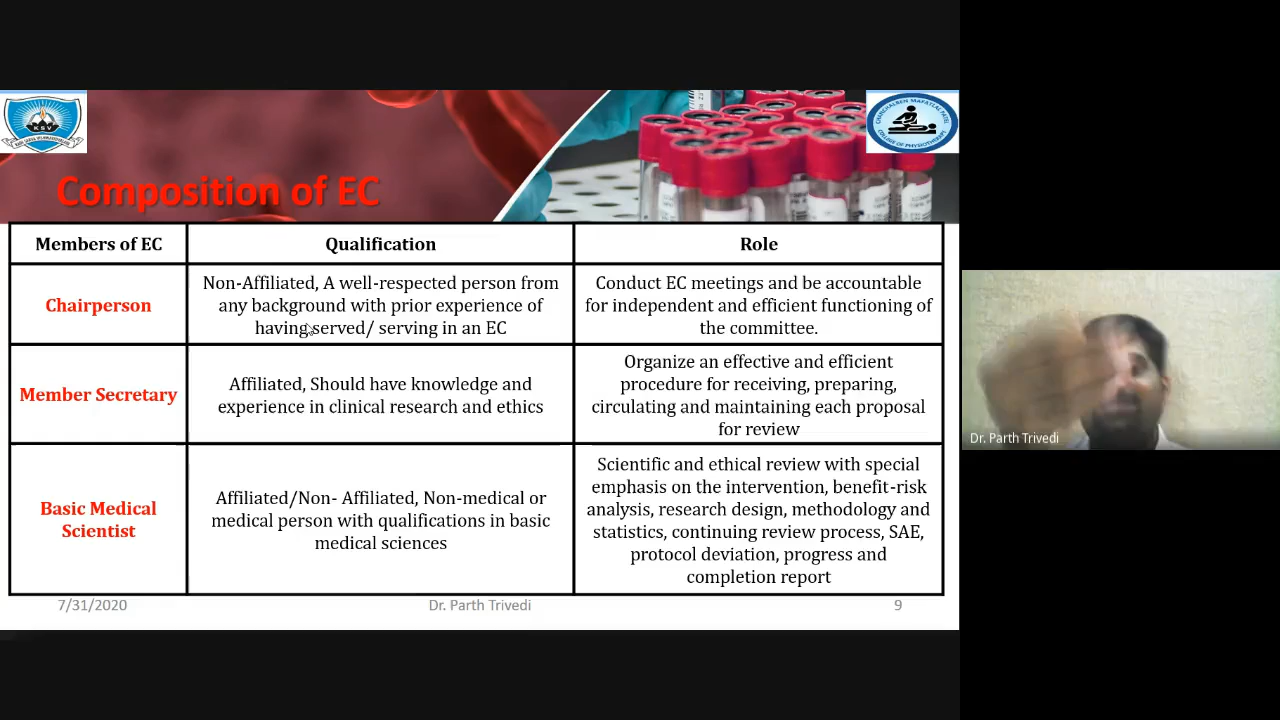 KSV
Composition of EC
Members of EC
Qualification
Role
Chairperson
Non-Affiliated, A well-respected person from
any background with prior experience of
having served/ serving in an EC
Conduct EC meetings and be accountable
for independent and efficient functioning of
the committee.
Member Secretary
Affiliated, Should have knowledge and
experience in clinical research and ethics
Organize an effective and efficient
procedure for receiving, preparing,
circulating and maintaining each proposal
for review
Basic Medical
Scientist
Affiliated/Non- Affiliated, Non-medical or
medical person with qualifications in basic
medical sciences
Scientific and ethical review with special
emphasis on the intervention, benefit-risk
analysis, research design, methodology and
statistics, continuing review process, SAE,
protocol deviation, progress and
completion report
7/31/2020
Dr. Parth Trivedi
9
Dr. Parth Trivedi